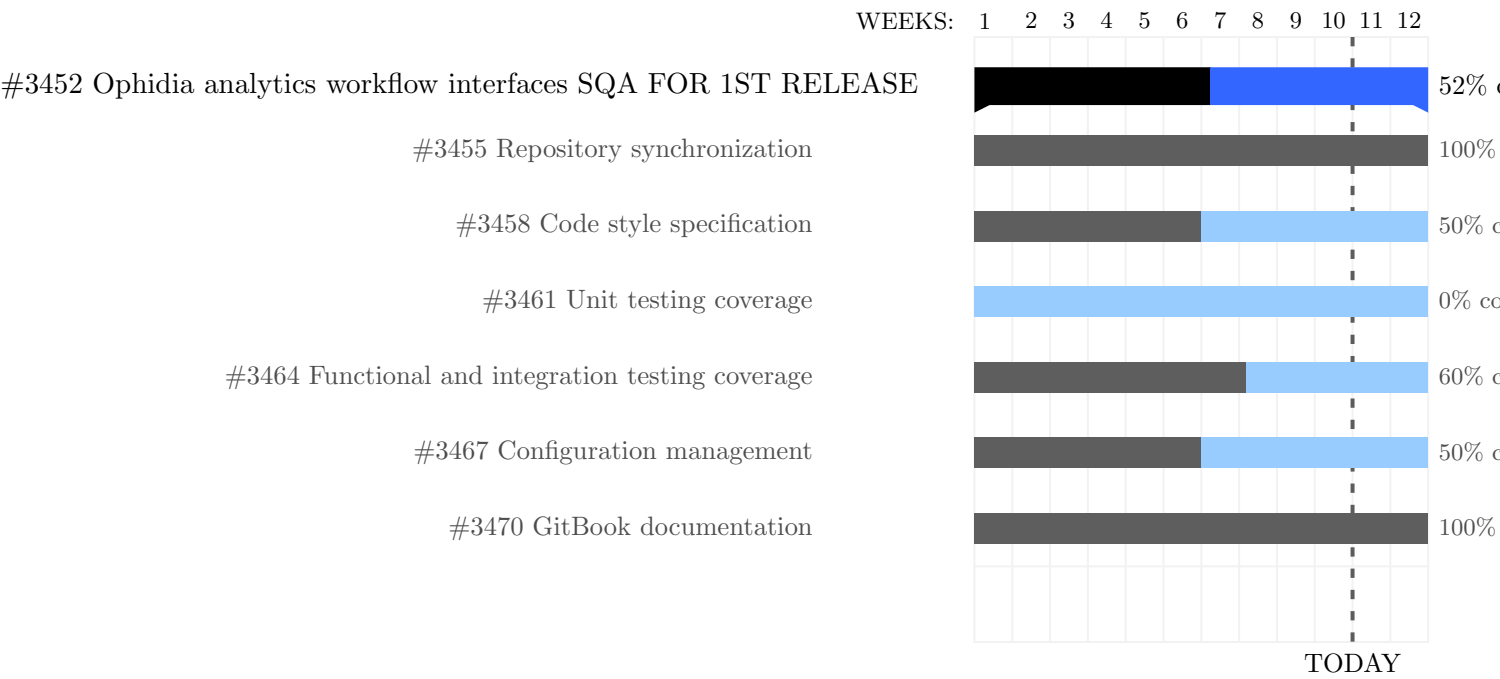 WEEKS: 1 2 3 4 5 6 7 8 9 10 11 12
#3452 Ophidia analytics workflow interfaces SQA FOR 1ST RELEASE 52%
#3455 Repository synchronization 100%
#3458 Code style specification 50%
#3461 Unit testing coverage 0%
#3464 Functional and integration testing coverage 60%
#3467 Configuration management 50%
#3470 GitBook documentation 100%
TODAY